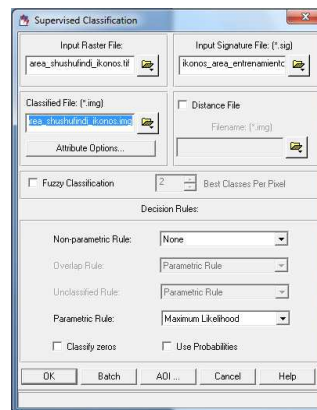 Supervised Classification
Input Raster File:
Input Signature File: (*.sig)
area_shushufindi_ikonos.tif
ikonos_area_entrenamientc
Classified File: (*.img)
Distance File
area_shushufindi_ikonos.img
Filename: (*.img)
Attribute Options...
Fuzzy Classification
2
Best Classes Per Pixel
Decision Rules:
Non-parametric Rule:
None
Overlap Rule:
Parametric Rule
Unclassified Rule:
Parametric Rule
Parametric Rule:
Maximum Likelihood
Classify zeros
Use Probabilities
OK
Batch
AOI ...
Cancel
Help